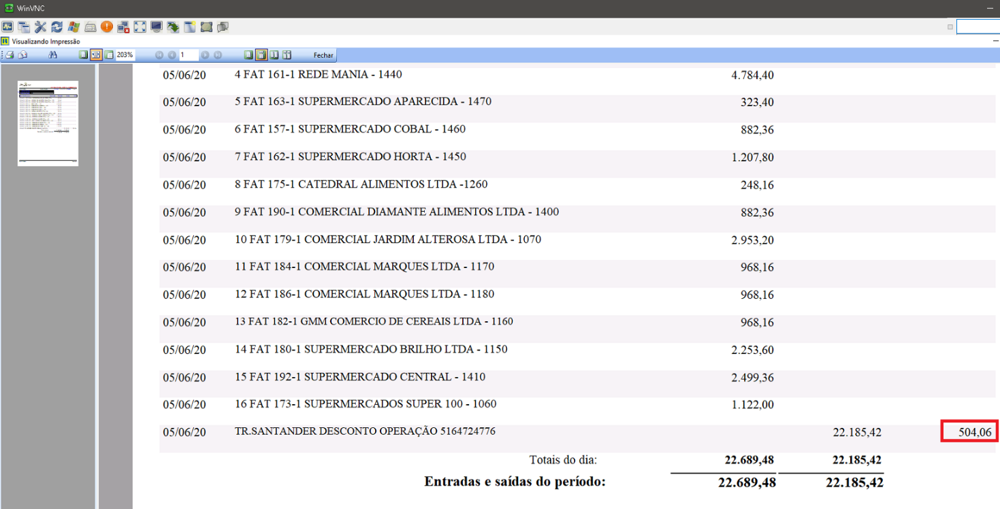 WinVNC
Visualizando Impressão
203%
1
Fechar
05/06/20 4 FAT 161-1 REDE MANIA - 1440 4.784,40
05/06/20 5 FAT 163-1 SUPERMERCADO APARECIDA - 1470 323,40
05/06/20 6 FAT 157-1 SUPERMERCADO COBAL - 1460 882,36
05/06/20 7 FAT 162-1 SUPERMERCADO HORTA - 1450 1.207,80
05/06/20 8 FAT 175-1 CATEDRAL ALIMENTOS LTDA -1260 248,16
05/06/20 9 FAT 190-1 COMERCIAL DIAMANTE ALIMENTOS LTDA - 1400 882,36
05/06/20 10 FAT 179-1 COMERCIAL JARDIM ALTEROSA LTDA - 1070 2.953,20
05/06/20 11 FAT 184-1 COMERCIAL MARQUES LTDA - 1170 968,16
05/06/20 12 FAT 186-1 COMERCIAL MARQUES LTDA - 1180 968,16
05/06/20 13 FAT 182-1 GMM COMERCIO DE CEREAIS LTDA - 1160 968,16
05/06/20 14 FAT 180-1 SUPERMERCADO BRILHO LTDA - 1150 2.253,60
05/06/20 15 FAT 192-1 SUPERMERCADO CENTRAL - 1410 2.499,36
05/06/20 16 FAT 173-1 SUPERMERCADOS SUPER 100 - 1060 1.122,00
05/06/20 TR.SANTANDER DESCONTO OPERAÇÃO 5164724776 22.185,42 504,06
Totais do dia: 22.689,48 22.185,42
Entradas e saídas do período: 22.689,48 22.185,42